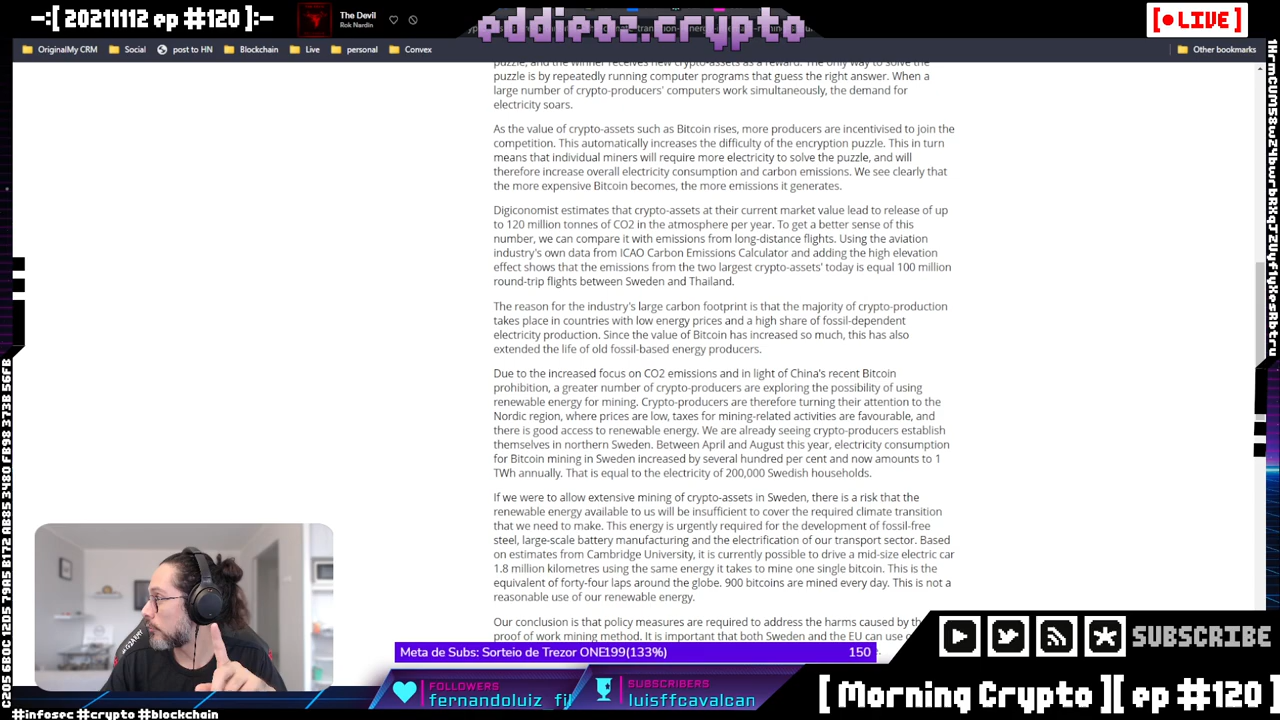 -:[ 20211112 ep #120]:-
The Devil
Rok Nardin
eddieoz.crypto
[● LIVE]
OriginalMy CRM
Social
post to HN
Blockchain
Live
personal
Convex
Other bookmarks
puzzle, and the winner receives new crypto-assets as a reward. The only way to solve the
puzzle is by repeatedly running computer programs that guess the right answer. When a
large number of crypto-producers' computers work simultaneously, the demand for
electricity soars.
As the value of crypto-assets such as Bitcoin rises, more producers are incentivised to join the
competition. This automatically increases the difficulty of the encryption puzzle. This in turn
means that individual miners will require more electricity to solve the puzzle, and will
therefore increase overall electricity consumption and carbon emissions. We see clearly that
the more expensive Bitcoin becomes, the more emissions it generates.
Digiconomist estimates that crypto-assets at their current market value lead to release of up
to 120 million tonnes of CO2 in the atmosphere per year. To get a better sense of this
number, we can compare it with emissions from long-distance flights. Using the aviation
industry's own data from ICAO Carbon Emissions Calculator and adding the high elevation
effect shows that the emissions from the two largest crypto-assets' today is equal 100 million
round-trip flights between Sweden and Thailand.
The reason for the industry's large carbon footprint is that the majority of crypto-production
takes place in countries with low energy prices and a high share of fossil-dependent
electricity production. Since the value of Bitcoin has increased so much, this has also
extended the life of old fossil-based energy producers.
Due to the increased focus on CO2 emissions and in light of China's recent Bitcoin
prohibition, a greater number of crypto-producers are exploring the possibility of using
renewable energy for mining. Crypto-producers are therefore turning their attention to the
Nordic region, where prices are low, taxes for mining-related activities are favourable, and
there is good access to renewable energy. We are already seeing crypto-producers establish
themselves in northern Sweden. Between April and August this year, electricity consumption
for Bitcoin mining in Sweden increased by several hundred per cent and now amounts to 1
TWh annually. That is equal to the electricity of 200,000 Swedish households.
If we were to allow extensive mining of crypto-assets in Sweden, there is a risk that the
renewable energy available to us will be insufficient to cover the required climate transition
that we need to make. This energy is urgently required for the development of fossil-free
steel, large-scale battery manufacturing and the electrification of our transport sector. Based
on estimates from Cambridge University, it is currently possible to drive a mid-size electric car
1.8 million kilometres using the same energy it takes to mine one single bitcoin. This is the
equivalent of forty-four laps around the globe. 900 bitcoins are mined every day. This is not a
reasonable use of our renewable energy.
Our conclusion is that policy measures are required to address the harms caused by the
proof of work mining method. It is important that both Sweden and the EU can use
Meta de Subs: Sorteio de Trezor ONE199(133%)
150
SUBSCRIBE
FOLLOWERS
fernandoluiz_fil
SUBSCRIBERS
luisffcavalcan
[ Morning Crypto ][ ep #120 ]
#infosec #crypto #blockchain